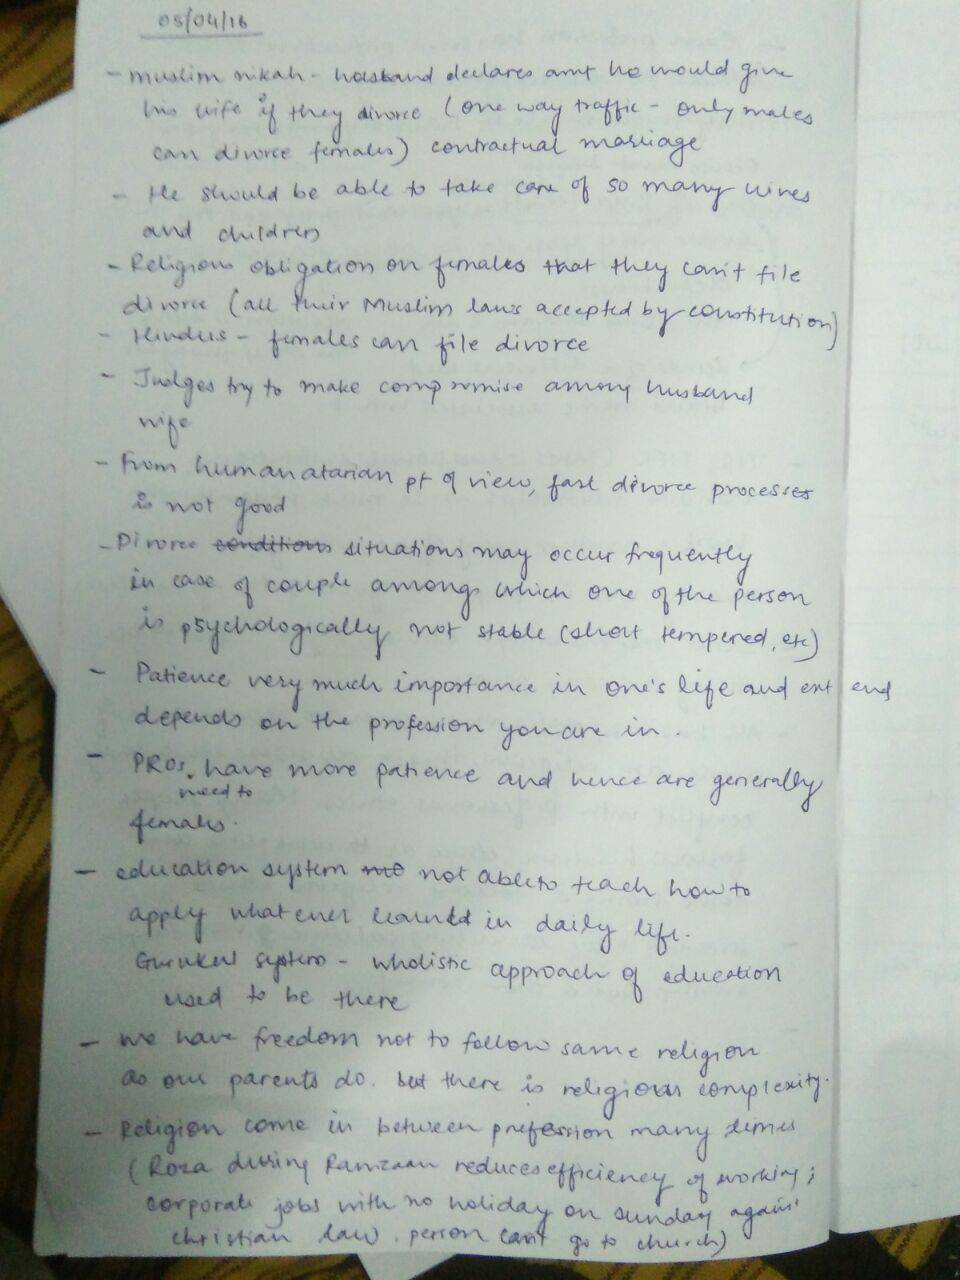 05/04/16
- Muslim nikah - husband declares amt he would give
his wife if they divorce (one way traffic - only males
can divorce females) contractual marriage
- He should be able to take care of so many wives
and children
- Religious obligation on females that they can't file
divorce (all their Muslim laws accepted by constitution)
- Hindus - females can file divorce
- Judges try to make compromise among husband
wife
- From humanatarian pt of view, fast divorce processes
is not good
- Divorce conditions situations may occur frequently
in case of couple among which one of the person
is psychologically not stable (short tempered, etc)
- Patience very much importance in one's life and ext end
depends on the profession you are in.
- PROs have more patience and hence are generally
need to
females.
- education system not able to teach how to
apply what ever learned in daily life.
Gurukul system - wholistic approach of education
used to be there
- we have freedom not to follow same religion
as our parents do. but there is religious complexity.
- Religion come in between profession many times
(Roza during Ramzaan reduces efficiency of working;
corporate jobs with no holiday on sunday again'
christian law. person can't go to church)